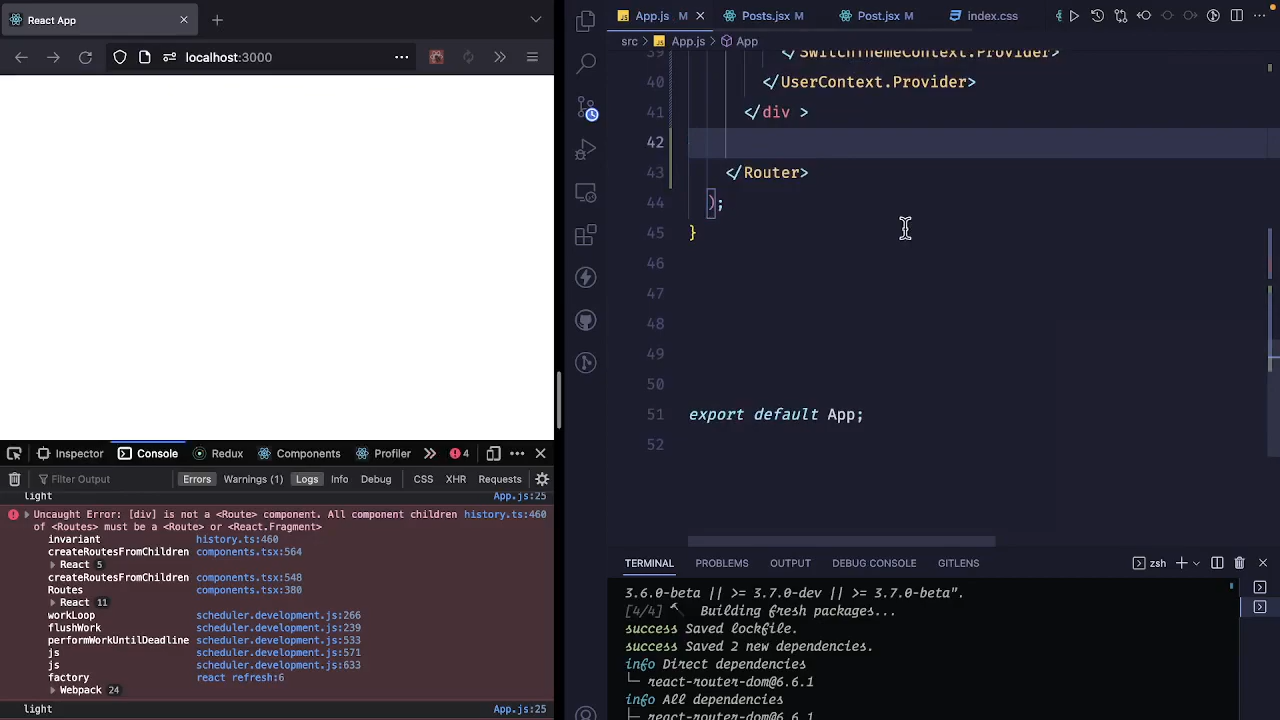 React App
localhost:3000
Inspector
Console
Redux
Components
Profiler
4
Filter Output
Errors
Warnings (1)
Logs
Info
Debug
CSS
XHR
Requests
light App.js:25
Uncaught Error: [div] is not a <Route> component. All component children history.ts:460
of <Routes> must be a <Route> or <React.Fragment>
invariant history.ts:460
createRoutesFromChildren components.tsx:564
React 5
createRoutesFromChildren components.tsx:548
Routes components.tsx:380
React 11
workLoop scheduler.development.js:266
flushWork scheduler.development.js:239
performWorkUntilDeadline scheduler.development.js:533
js scheduler.development.js:571
js scheduler.development.js:633
factory react refresh:6
Webpack 24
light App.js:25
App.js M
Posts.jsx M
Post.jsx M
index.css
src > App.js > App
39 </SwitchThemeContext.Provider>
40 </UserContext.Provider>
41 </div >
42
43 </Router>
44 );
45 }
46
47
48
49
50
51 export default App;
52
TERMINAL
PROBLEMS
OUTPUT
DEBUG CONSOLE
GITLENS
zsh
3.6.0-beta || >= 3.7.0-dev || >= 3.7.0-beta".
[4/4] 🔨 Building fresh packages...
success Saved lockfile.
success Saved 2 new dependencies.
info Direct dependencies
└─ react-router-dom@6.6.1
info All dependencies
├─ react-router-dom@6.6.1